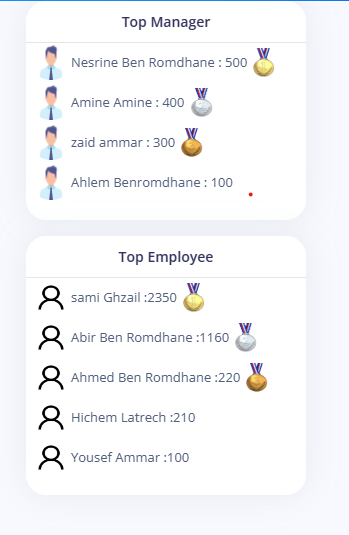 Top Manager
Nesrine Ben Romdhane : 500
Amine Amine : 400
zaid ammar : 300
Ahlem Benromdhane : 100
Top Employee
sami Ghzail :2350
Abir Ben Romdhane :1160
Ahmed Ben Romdhane :220
Hichem Latrech :210
Yousef Ammar :100